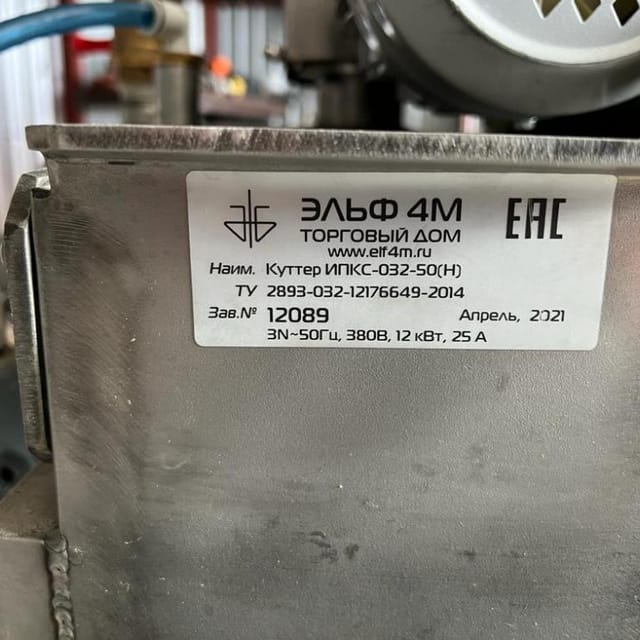 ЭЛЬФ 4М
ТОРГОВЫЙ ДОМ
www.elf4m.ru
EAC
Наим. Куттер ИПКС-032-50(Н)
ТУ 2893-032-12176649-2014
Зав.№ 12089 Апрель, 2021
3N~50Гц, 380В, 12 кВт, 25 А